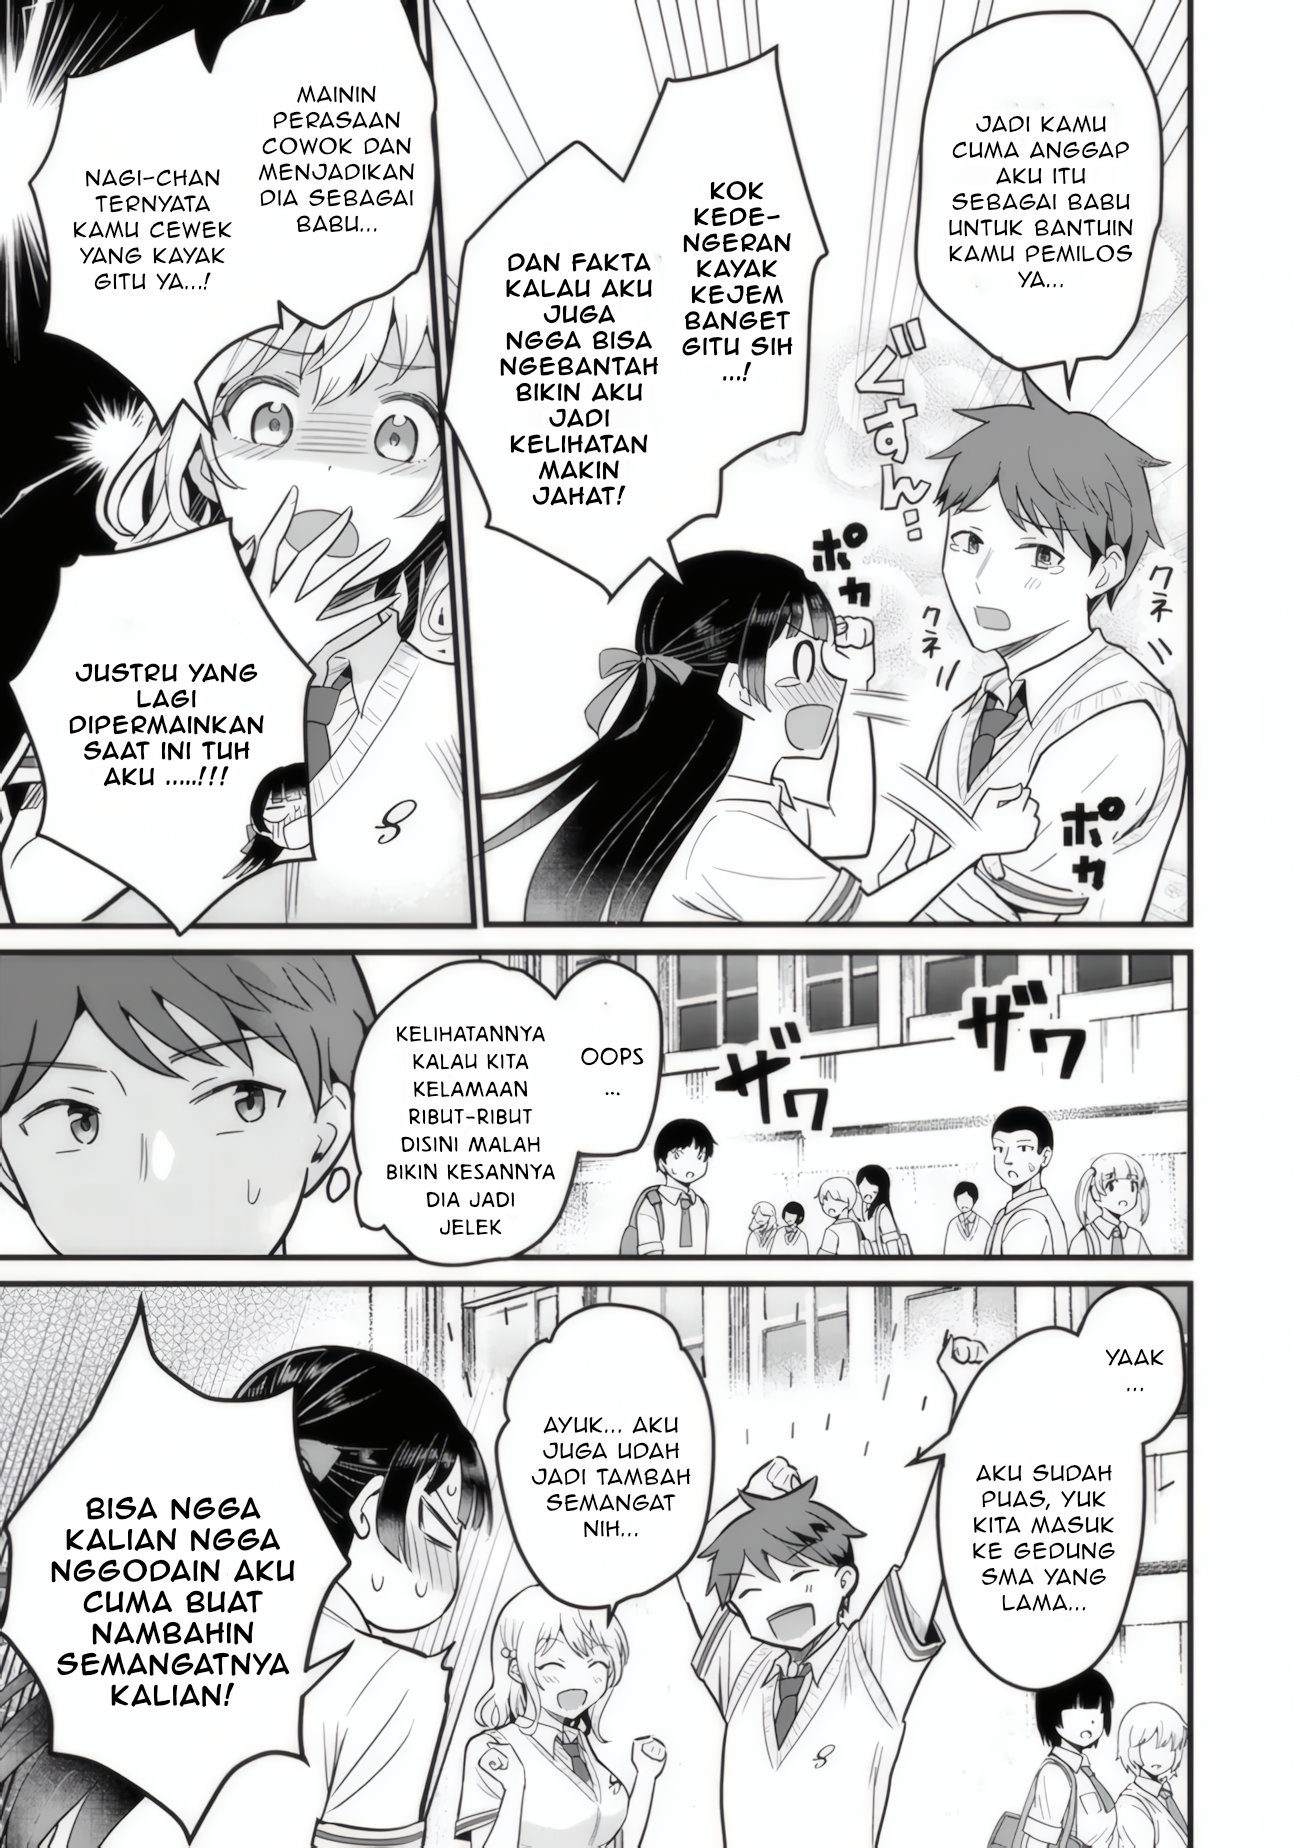 JADI KAMU
CUMA ANGGAP
AKU ITU
SEBAGAI BABU
UNTUK BANTUIN
KAMU PEMILOS
YA...
ぐすん..
クネ
クネ
KOK
KEDE-
NGERAN
KAYAK
KEJEM
BANGET
GITU SIH
...!
DAN FAKTA
KALAU AKU
JUGA
NGGA BISA
NGEBANTAH
BIKIN AKU
JADI
KELIHATAN
MAKIN
JAHAT!
ポカ
ポカ
MAININ
PERASAAN
COWOK DAN
MENJADIKAN
DIA SEBAGAI
BABU...
NAGI-CHAN
TERNYATA
KAMU CEWEK
YANG KAYAK
GITU YA...!
JUSTRU YANG
LAGI
DIPERMAINKAN
SAAT INI TUH
AKU .....!!!
ザワ
ザワ
OOPS
...
KELIHATANNYA
KALAU KITA
KELAMAAN
RIBUT-RIBUT
DISINI MALAH
BIKIN KESANNYA
DIA JADI
JELEK
YAAK
...
AKU SUDAH
PUAS, YUK
KITA MASUK
KE GEDUNG
SMA YANG
LAMA...
AYUK... AKU
JUGA UDAH
JADI TAMBAH
SEMANGAT
NIH...
BISA NGGA
KALIAN NGGA
NGGODAIN AKU
CUMA BUAT
NAMBAHIN
SEMANGATNYA
KALIAN!